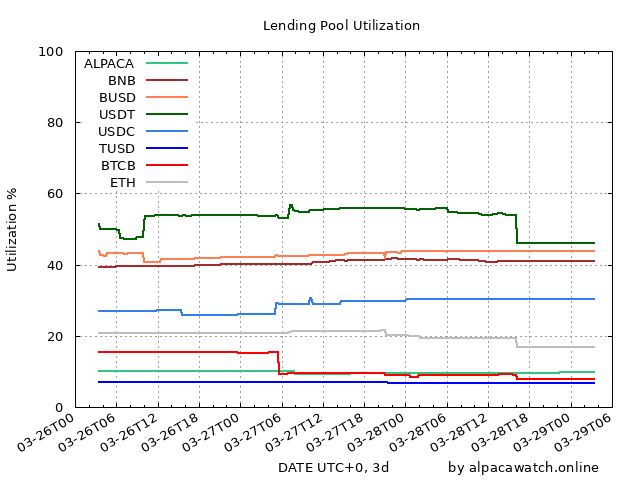 Lending Pool Utilization
100
80
60
40
20
0
Utilization %
ALPACA
BNB
BUSD
USDT
USDC
TUSD
BTCB
ETH
03-26T00
03-26T06
03-26T12
03-26T18
03-27T00
03-27T06
03-27T12
03-27T18
03-28T00
03-28T06
03-28T12
03-28T18
03-29T00
03-29T06
DATE UTC+0, 3d
by alpacawatch.online